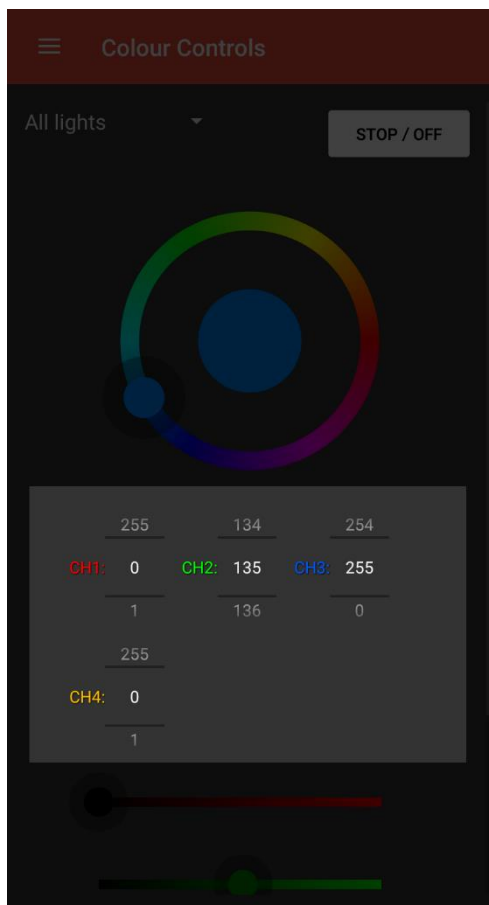 Colour Controls
All lights
STOP / OFF
255 134 254
CH1: 0 CH2: 135 CH3: 255
1 136 0
255
CH4: 0
1